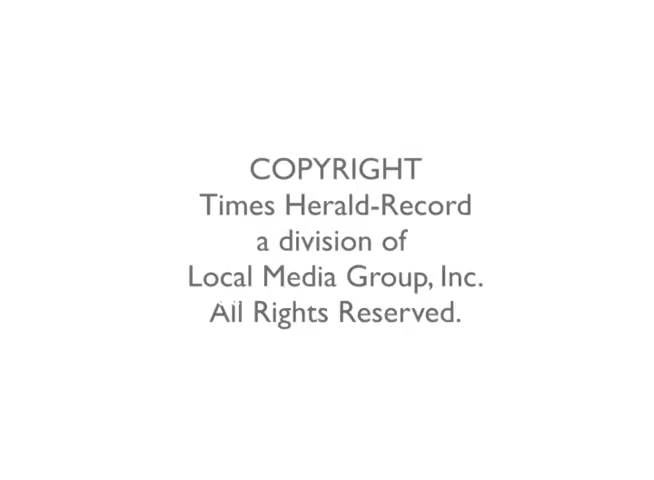 COPYRIGHT
Times Herald-Record
a division of
Local Media Group, Inc.
All Rights Reserved.